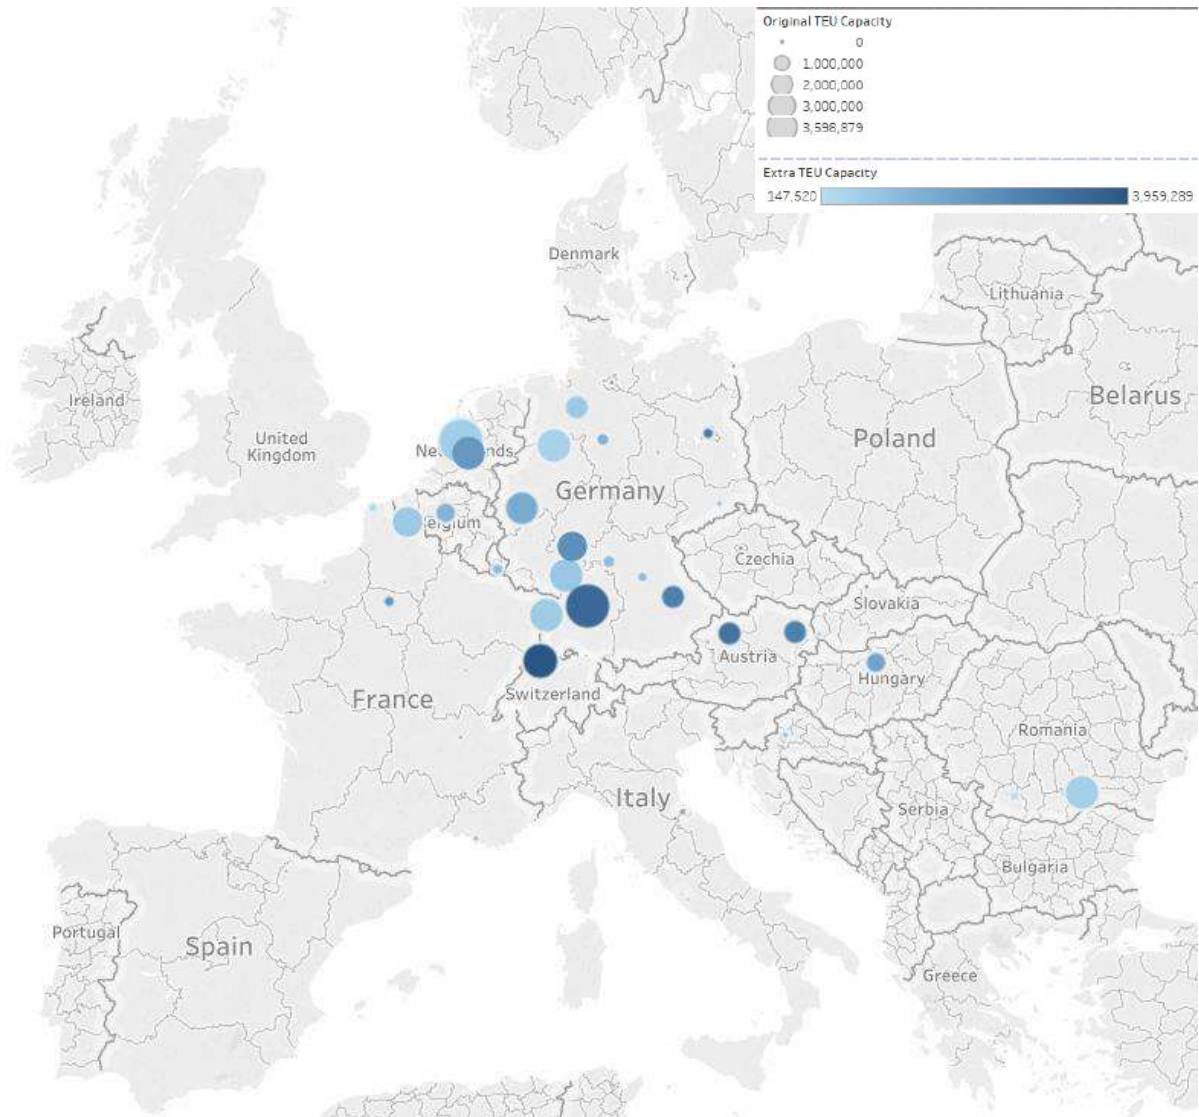 Original TEU Capacity
0
1,000,000
2,000,000
3,000,000
3,598,879
Extra TEU Capacity
147,520 3,959,289
Denmark
Lithuania
Ireland
Belarus
United
Kingdom
Poland
Netherlands
Germany
Belgium
Czechia
Slovakia
Austria
Hungary
France
Switzerland
Romania
Italy
Serbia
Bulgaria
Portugal
Spain
Greece